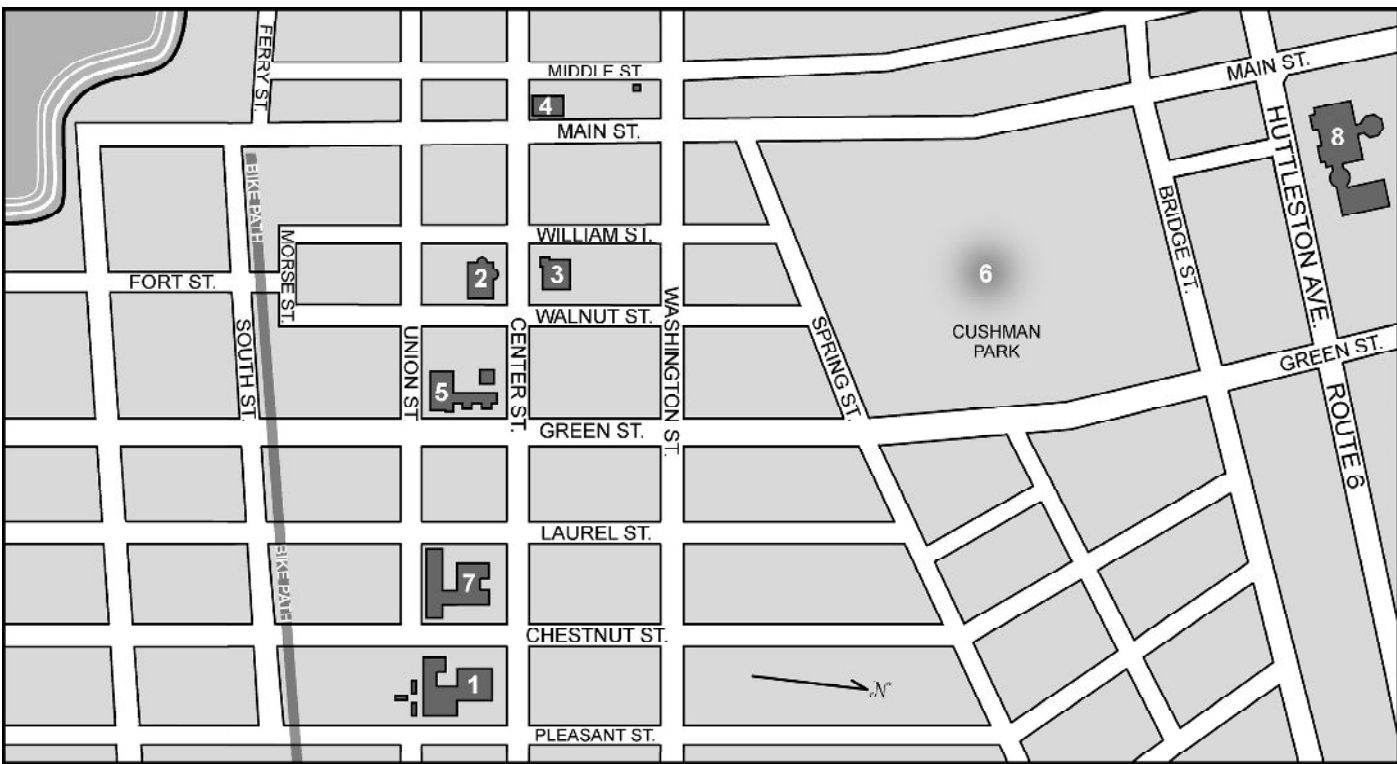 FERRY ST.
MIDDLE ST.
MAIN ST.
4
MAIN ST.
8
HUTTLESTON AVE.
BIKE PATH
BRIDGE ST.
MORSE ST.
WILLIAM ST.
2
3
6
FORT ST.
WASHINGTON ST.
WALNUT ST.
CUSHMAN
PARK
SOUTH ST.
UNION ST
CENTER ST.
SPRING ST.
GREEN ST.
5
ROUTE 6
GREEN ST.
LAUREL ST.
BIKE PATH
7
CHESTNUT ST.
1
N
PLEASANT ST.